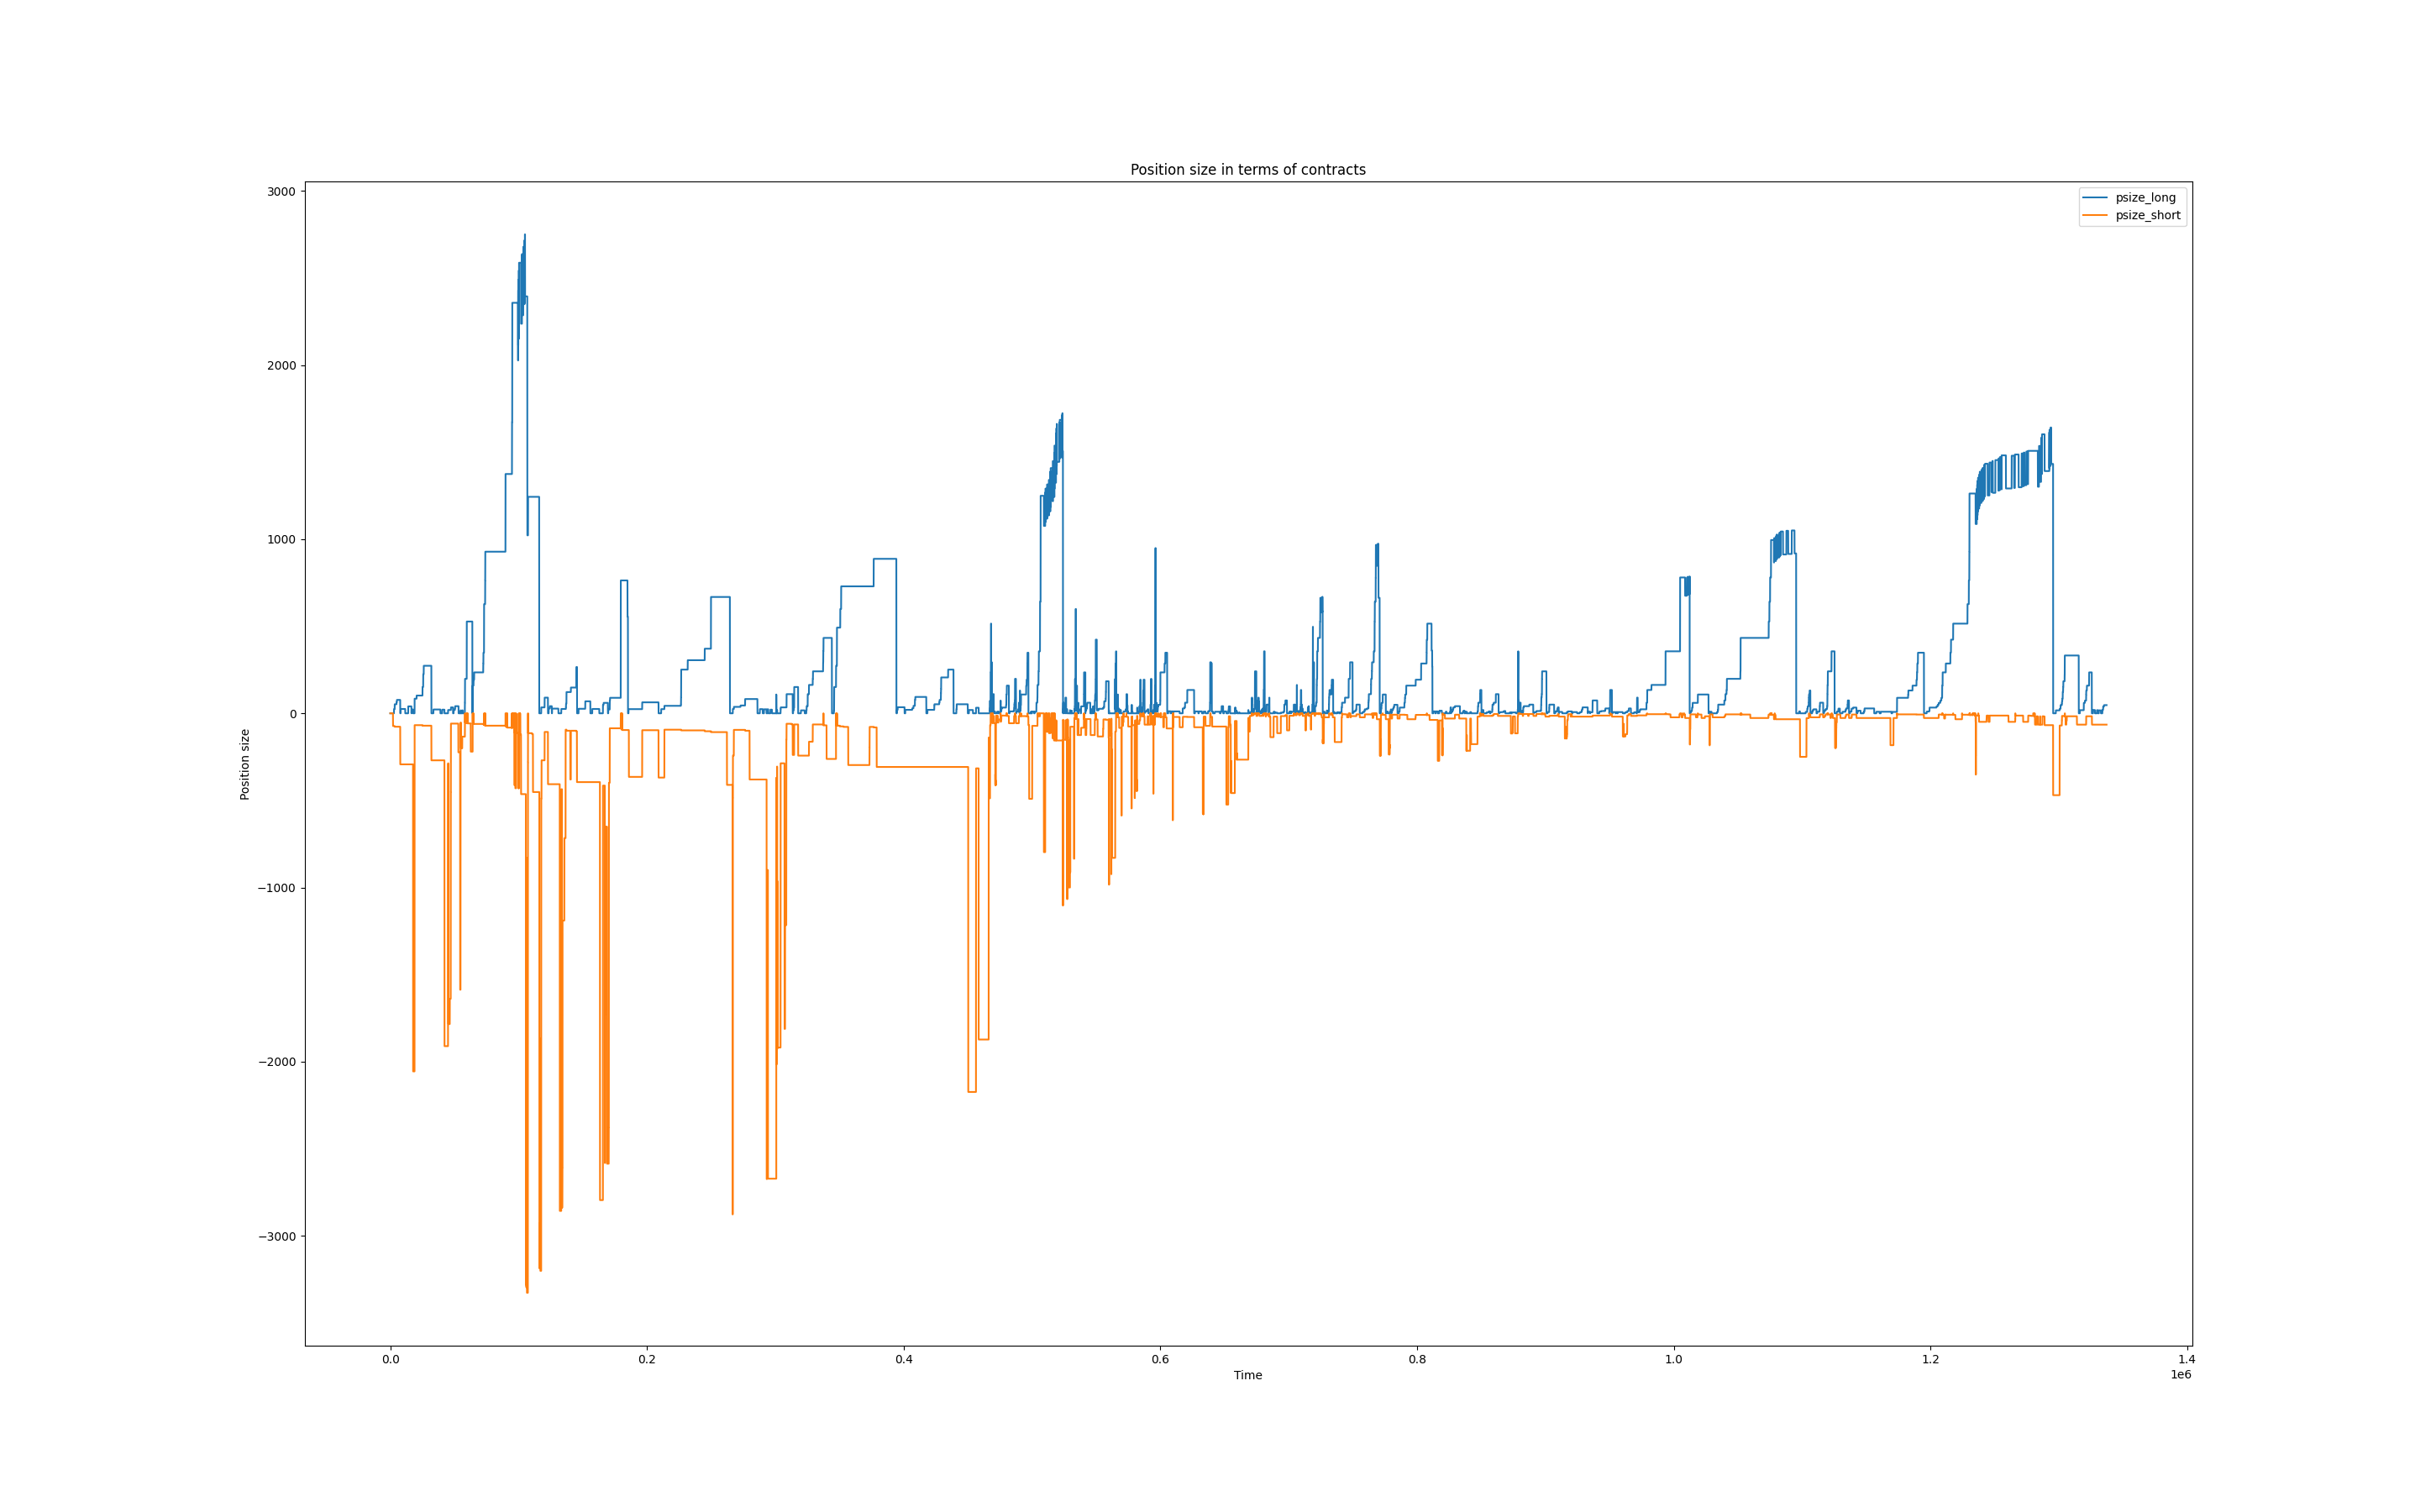 Position size in terms of contracts
psize_long
psize_short
3000
2000
1000
0
−1000
−2000
−3000
Position size
0.0
0.2
0.4
0.6
0.8
1.0
1.2
1.4
1e6
Time